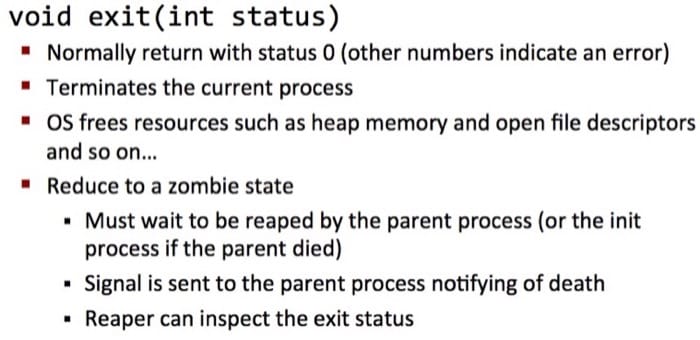 void exit(int status)
▪ Normally return with status 0 (other numbers indicate an error)
▪ Terminates the current process
▪ OS frees resources such as heap memory and open file descriptors
and so on...
▪ Reduce to a zombie state
▪ Must wait to be reaped by the parent process (or the init
process if the parent died)
▪ Signal is sent to the parent process notifying of death
▪ Reaper can inspect the exit status